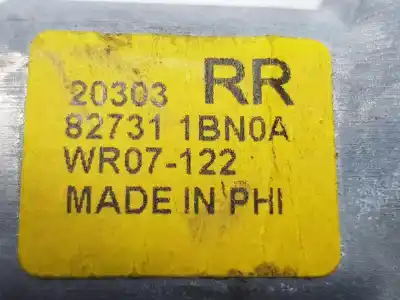 20303 RR
82731 1BN0A
WR07-122
MADE IN PHI